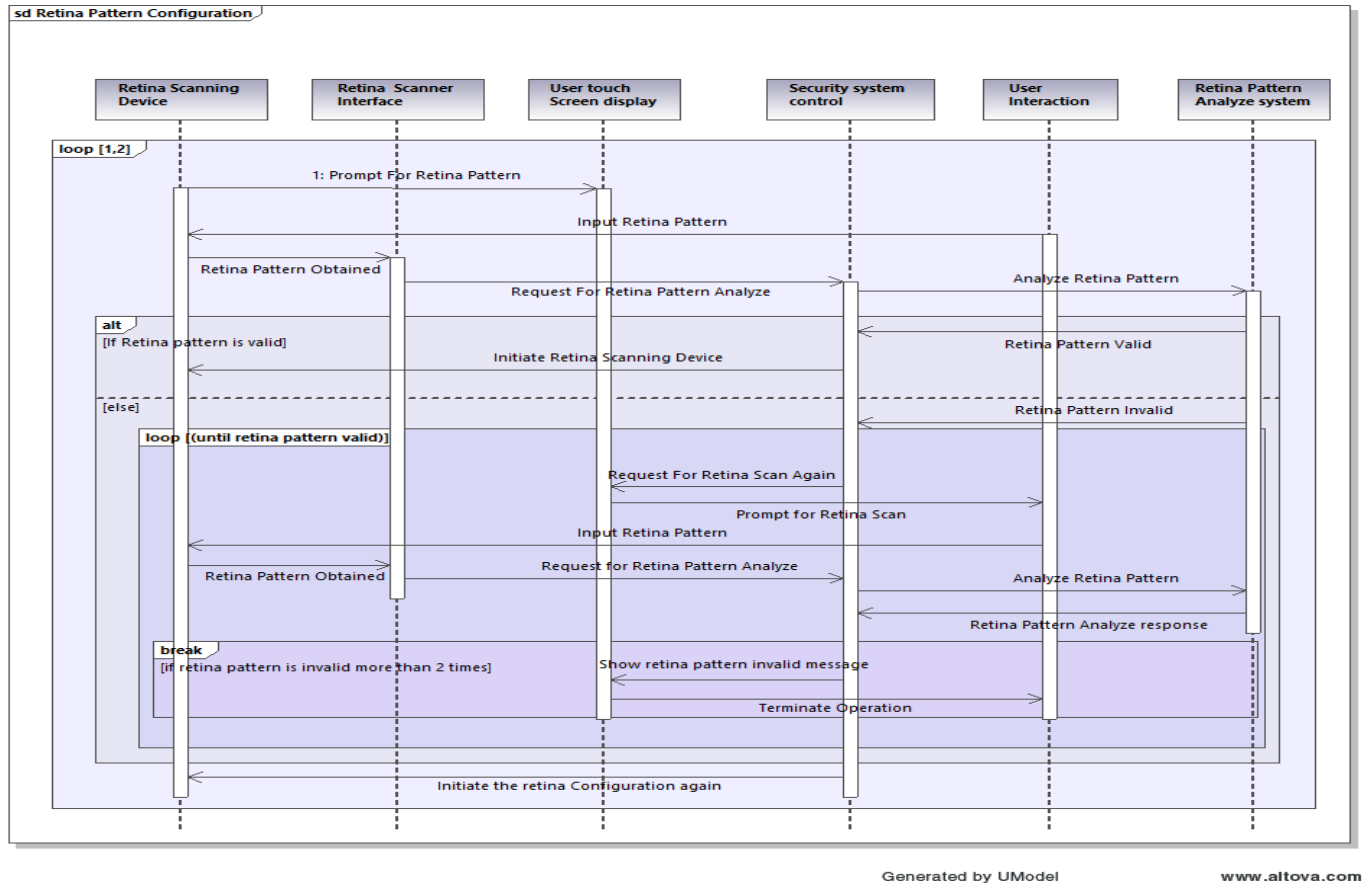 sd Retina Pattern Configuration
Retina Scanning
Device
Retina Scanner
Interface
User touch
Screen display
Security system
control
User
Interaction
Retina Pattern
Analyze system
loop [1,2]
1: Prompt For Retina Pattern
Input Retina Pattern
Retina Pattern Obtained
Request For Retina Pattern Analyze
Analyze Retina Pattern
alt
[If Retina pattern is valid]
Retina Pattern Valid
Initiate Retina Scanning Device
[else]
Retina Pattern Invalid
loop [(until retina pattern valid)]
Request For Retina Scan Again
Prompt for Retina Scan
Input Retina Pattern
Retina Pattern Obtained
Request for Retina Pattern Analyze
Analyze Retina Pattern
Retina Pattern Analyze response
break
[if retina pattern is invalid more than 2 times]
Show retina pattern invalid message
Terminate Operation
Initiate the retina Configuration again
Generated by UModel
www.altova.com